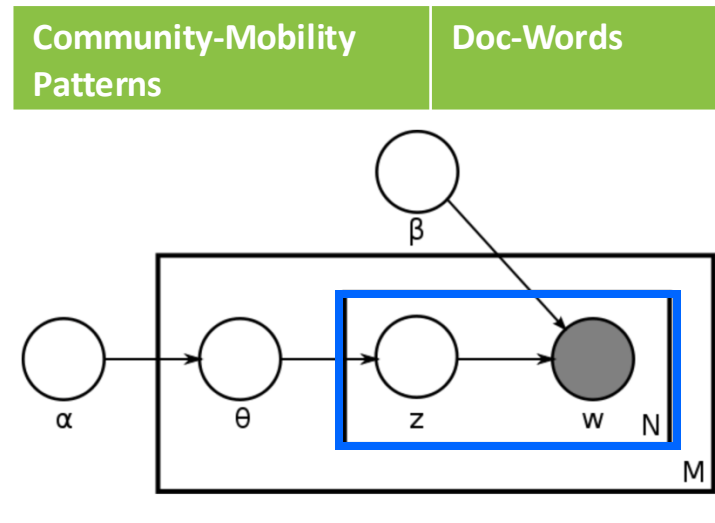 Community-Mobility
Patterns
Doc-Words
β
α
θ
z
w
N
M